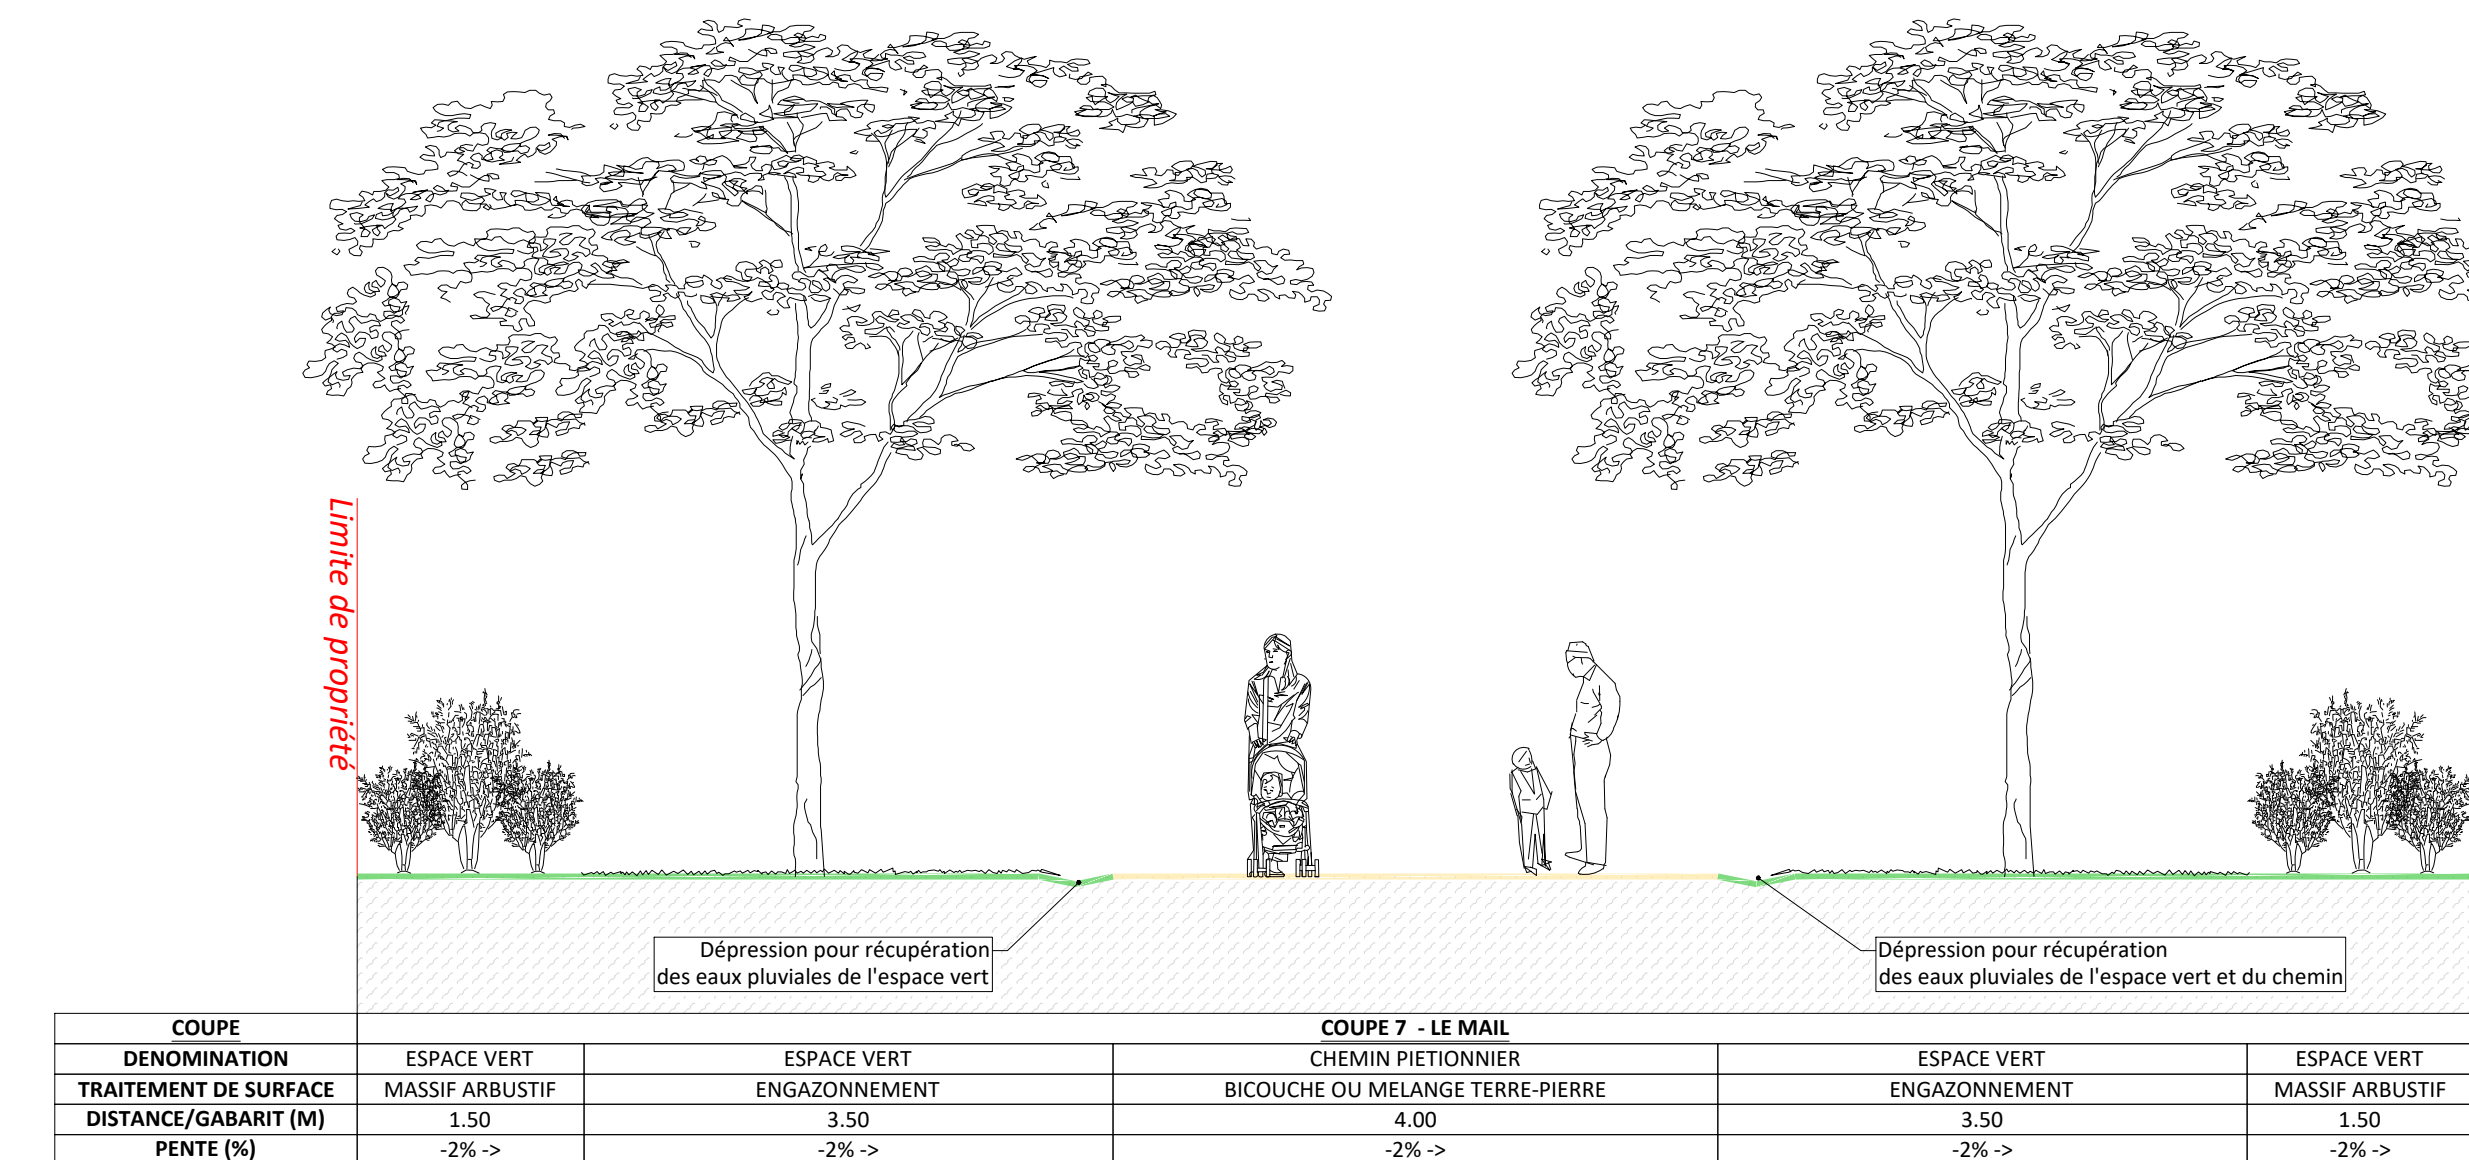 Limite de propriété
Dépression pour récupération
des eaux pluviales de l'espace vert
Dépression pour récupération
des eaux pluviales de l'espace vert et du chemin
COUPE COUPE 7 - LE MAIL
DENOMINATION ESPACE VERT ESPACE VERT CHEMIN PIETIONNIER ESPACE VERT ESPACE VERT
TRAITEMENT DE SURFACE MASSIF ARBUSTIF ENGAZONNEMENT BICOUCHE OU MELANGE TERRE-PIERRE ENGAZONNEMENT MASSIF ARBUSTIF
DISTANCE/GABARIT (M) 1.50 3.50 4.00 3.50 1.50
PENTE (%) -2% -> -2% -> -2% -> -2% -> -2% ->